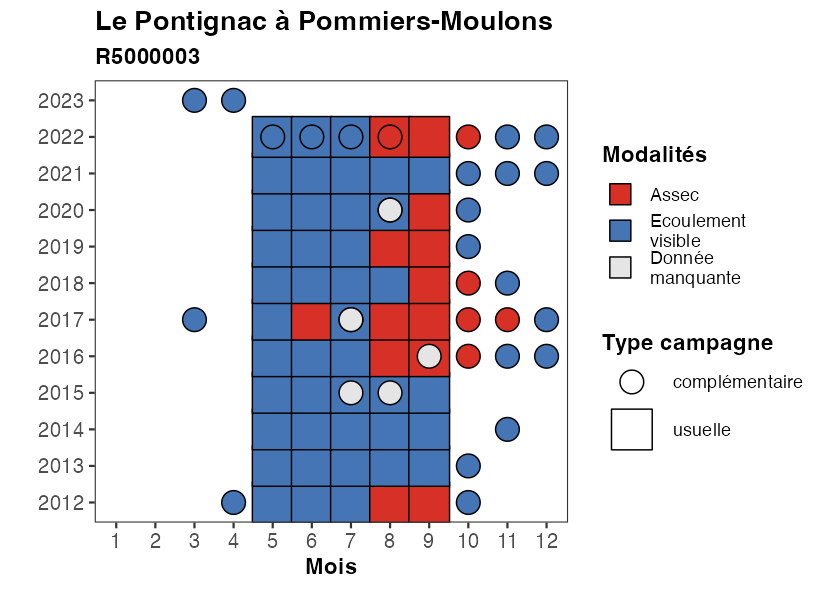 Le Pontignac à Pommiers-Moulons
R5000003
2023
2022
2021
2020
2019
2018
2017
2016
2015
2014
2013
2012
1 2 3 4 5 6 7 8 9 10 11 12
Mois
Modalités
Assec
Ecoulement
visible
Donnée
manquante
Type campagne
complémentaire
usuelle